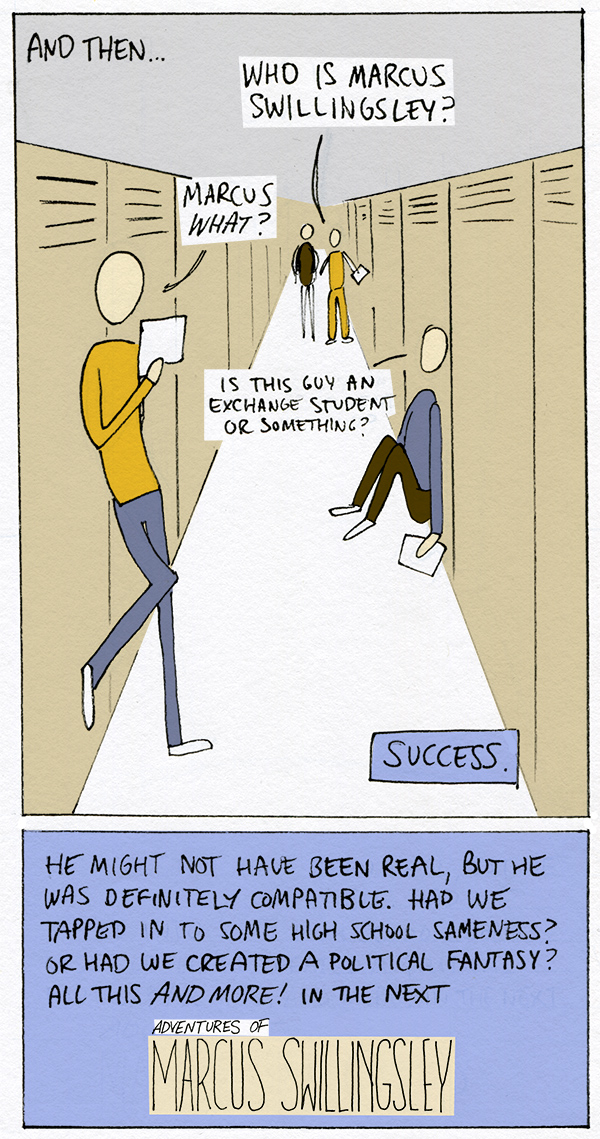 AND THEN...
WHO IS MARCUS
SWILLINGSLEY?
MARCUS
WHAT?
IS THIS GUY AN
EXCHANGE STUDENT
OR SOMETHING?
SUCCESS.
HE MIGHT NOT HAVE BEEN REAL, BUT HE
WAS DEFINITELY COMPATIBLE. HAD WE
TAPPED IN TO SOME HIGH SCHOOL SAMENESS?
OR HAD WE CREATED A POLITICAL FANTASY?
ALL THIS AND MORE! IN THE NEXT
ADVENTURES OF
MARCUS SWILLINGSLEY